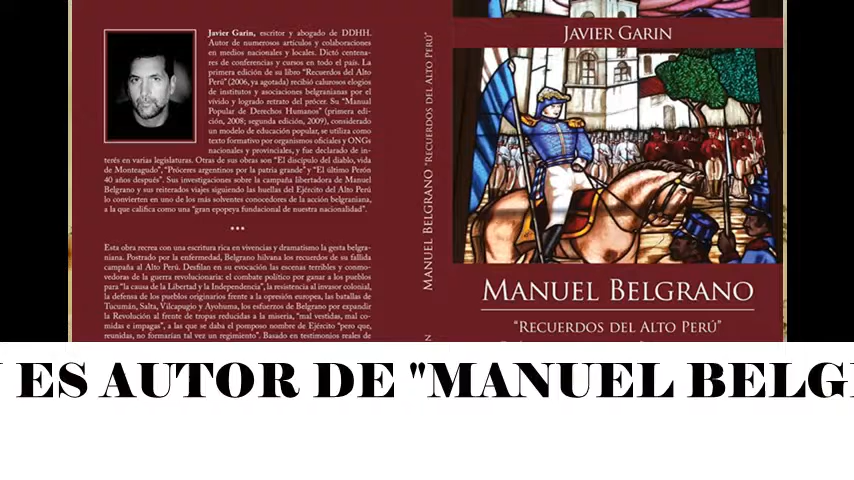 Javier Garin, escritor y abogado de DDHH.
Autor de numerosos artículos y colaboraciones
en medios nacionales y locales. Dictó centena-
res de conferencias y cursos en todo el país. La
primera edición de su libro "Recuerdos del Alto
Perú" (2006, ya agotada) recibió calurosos elogios
de institutos y asociaciones belgranianas por el
vívido y logrado retrato del prócer. Su "Manual
Popular de Derechos Humanos" (primera edi-
ción, 2008; segunda edición, 2009), considerado
un modelo de educación popular, se utiliza como
texto formativo por organismos oficiales y ONGs
nacionales y provinciales, y fue declarado de in-
terés en varias legislaturas. Otras de sus obras son "El discípulo del diablo, vida
de Monteagudo", "Próceres argentinos por la patria grande" y "El último Perón
40 años después". Sus investigaciones sobre la campaña libertadora de Manuel
Belgrano y sus reiterados viajes siguiendo las huellas del Ejército del Alto Perú
lo convierten en uno de los más solventes conocedores de la acción belgraniana,
a la que califica como una "gran epopeya fundacional de nuestra nacionalidad".
***
Esta obra recrea con una escritura rica en vivencias y dramatismo la gesta belgra-
niana. Postrado por la enfermedad, Belgrano hilvana los recuerdos de su fallida
campaña al Alto Perú. Desfilan en su evocación las escenas terribles y conmo-
vedoras de la guerra revolucionaria: el combate político por ganar a los pueblos
para "la causa de la Libertad y la Independencia", la resistencia al invasor colonial,
la defensa de los pueblos originarios frente a la opresión europea, las batallas de
Tucumán, Salta, Vilcapugio y Ayohuma, los esfuerzos de Belgrano por expandir
la Revolución al frente de tropas reducidas a la miseria, "mal vestidas, mal co-
midas e impagas", a las que se daba el pomposo nombre de Ejército "pero que,
reunidas, no formarían tal vez un regimiento". Basado en testimonios reales de
MANUEL BELGRANO "RECUERDOS DEL ALTO PERÚ"
JAVIER GARIN
MANUEL BELGRANO
"RECUERDOS DEL ALTO PERÚ"
ES AUTOR DE "MANUEL BELG